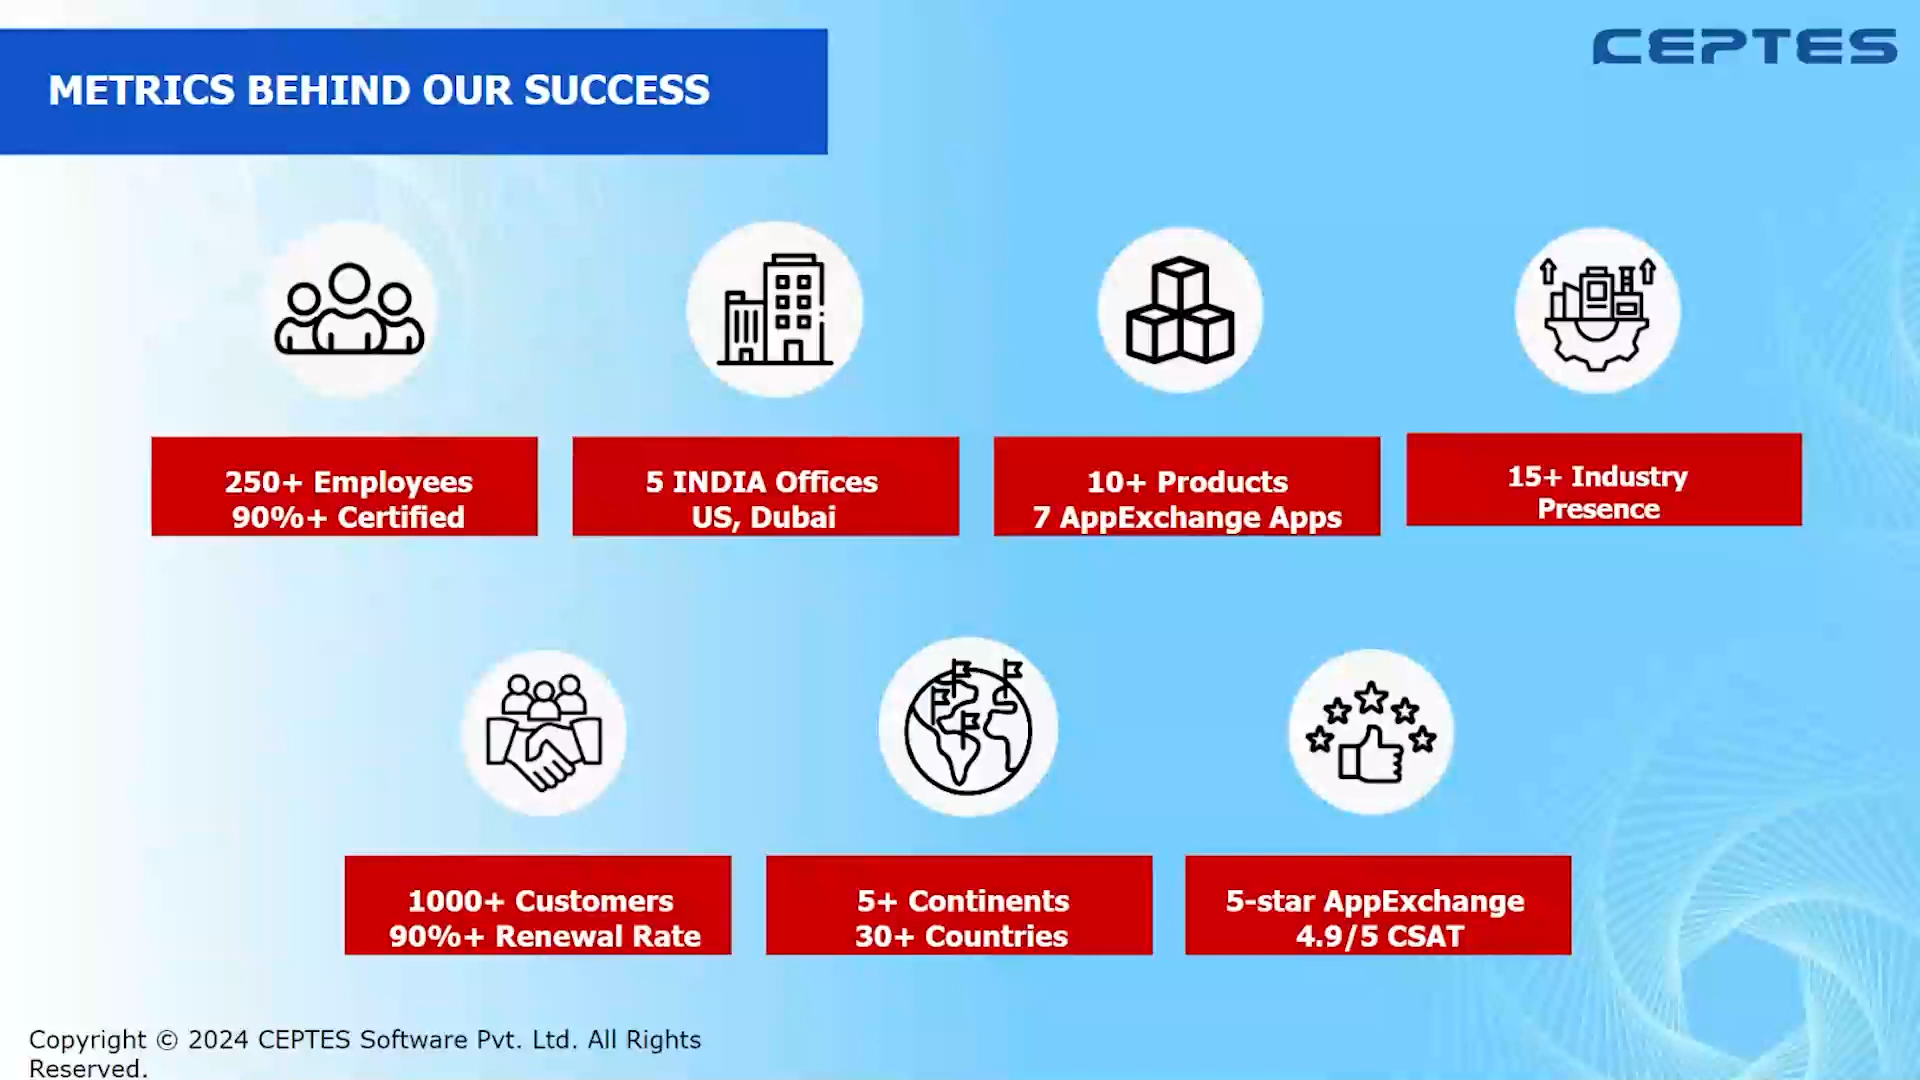 METRICS BEHIND OUR SUCCESS
CEPTES
250+ Employees
90%+ Certified
5 INDIA Offices
US, Dubai
10+ Products
7 AppExchange Apps
15+ Industry
Presence
1000+ Customers
90%+ Renewal Rate
5+ Continents
30+ Countries
5-star AppExchange
4.9/5 CSAT
Copyright © 2024 CEPTES Software Pvt. Ltd. All Rights
Reserved.